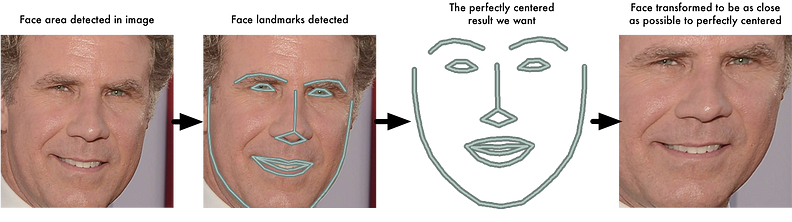 Face area detected in image
Face landmarks detected
The perfectly centered
result we want
Face transformed to be as close
as possible to perfectly centered